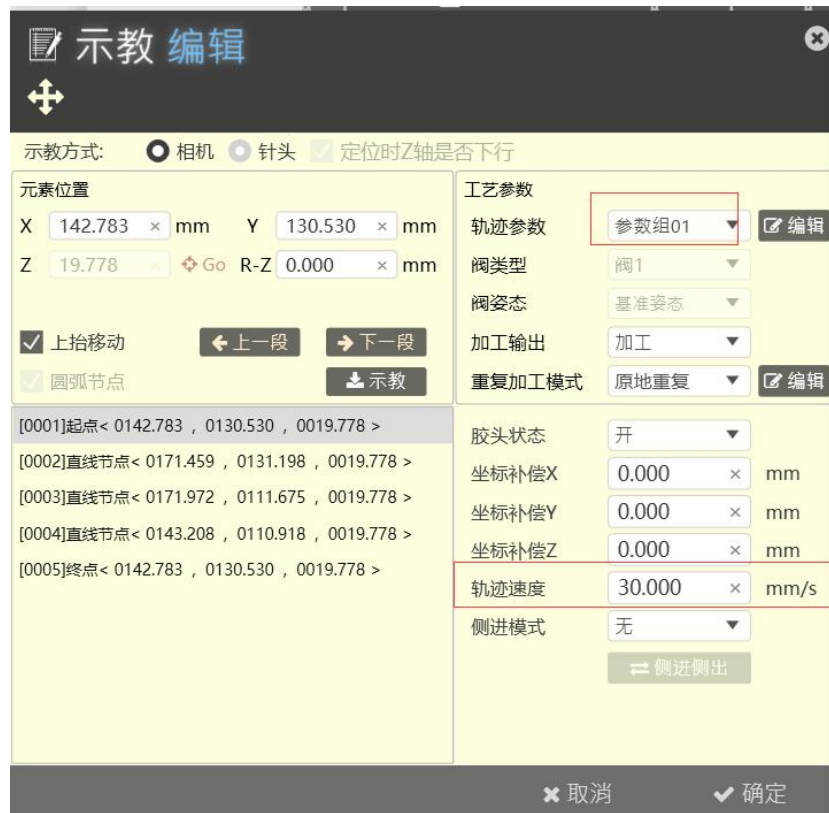 示教 编辑
示教方式: 相机 针头 定位时Z轴是否下行
元素位置
X 142.783 × mm Y 130.530 × mm
Z 19.778 × Go R-Z 0.000 × mm
上抬移动 上一段 下一段
圆弧节点 示教
工艺参数
轨迹参数 参数组01 编辑
阀类型 阀1
阀姿态 基准姿态
加工输出 加工
重复加工模式 原地重复 编辑
[0001]起点< 0142.783 , 0130.530 , 0019.778 >
[0002]直线节点< 0171.459 , 0131.198 , 0019.778 >
[0003]直线节点< 0171.972 , 0111.675 , 0019.778 >
[0004]直线节点< 0143.208 , 0110.918 , 0019.778 >
[0005]终点< 0142.783 , 0130.530 , 0019.778 >
胶头状态 开
坐标补偿X 0.000 × mm
坐标补偿Y 0.000 × mm
坐标补偿Z 0.000 × mm
轨迹速度 30.000 × mm/s
侧进模式 无
侧进侧出
取消 确定